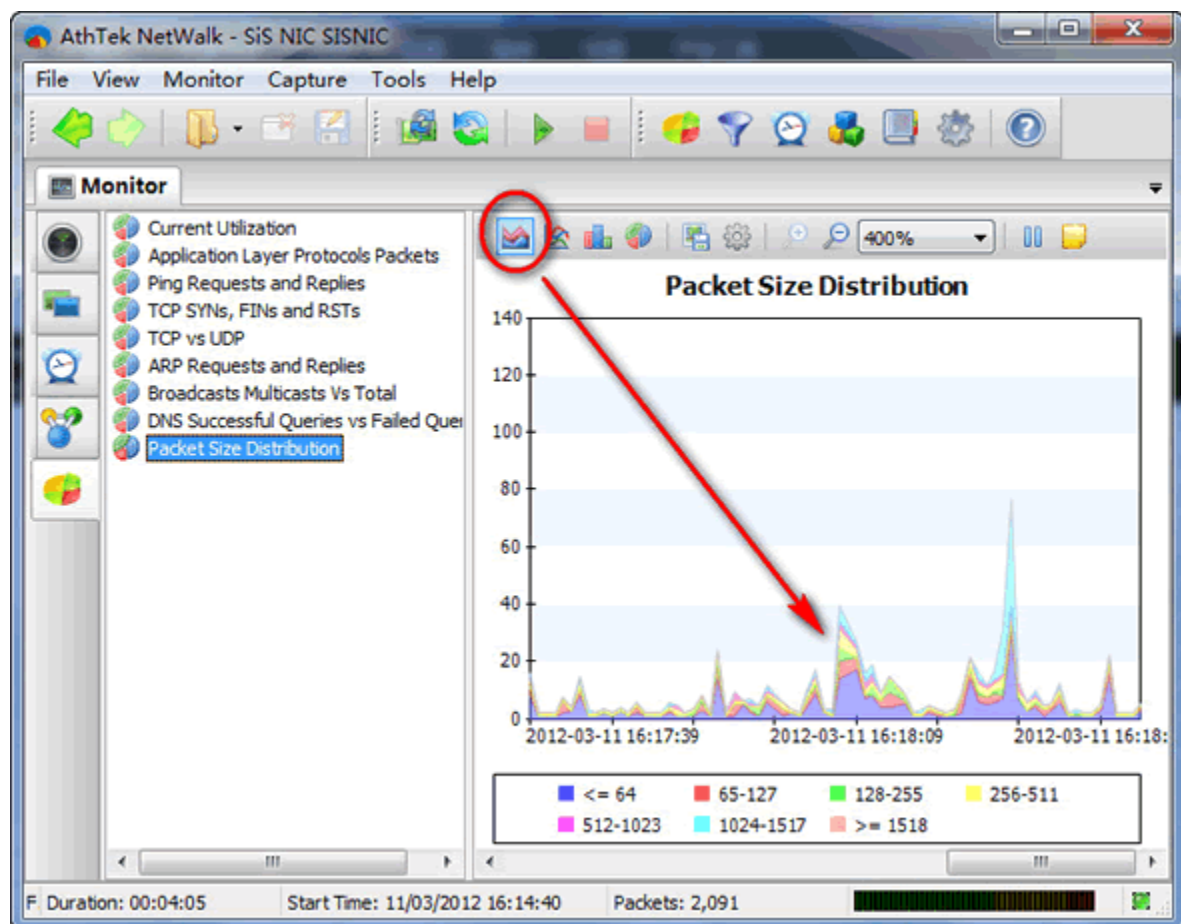 AthTek NetWalk - SiS NIC SISNIC
File View Monitor Capture Tools Help
Monitor
Current Utilization
Application Layer Protocols Packets
Ping Requests and Replies
TCP SYNs, FINs and RSTs
TCP vs UDP
ARP Requests and Replies
Broadcasts Multicasts Vs Total
DNS Successful Queries vs Failed Quer
Packet Size Distribution
400%
Packet Size Distribution
140
120
100
80
60
40
20
0
2012-03-11 16:17:39 2012-03-11 16:18:09 2012-03-11 16:18:
<= 64 65-127 128-255 256-511
512-1023 1024-1517 >= 1518
F Duration: 00:04:05 Start Time: 11/03/2012 16:14:40 Packets: 2,091